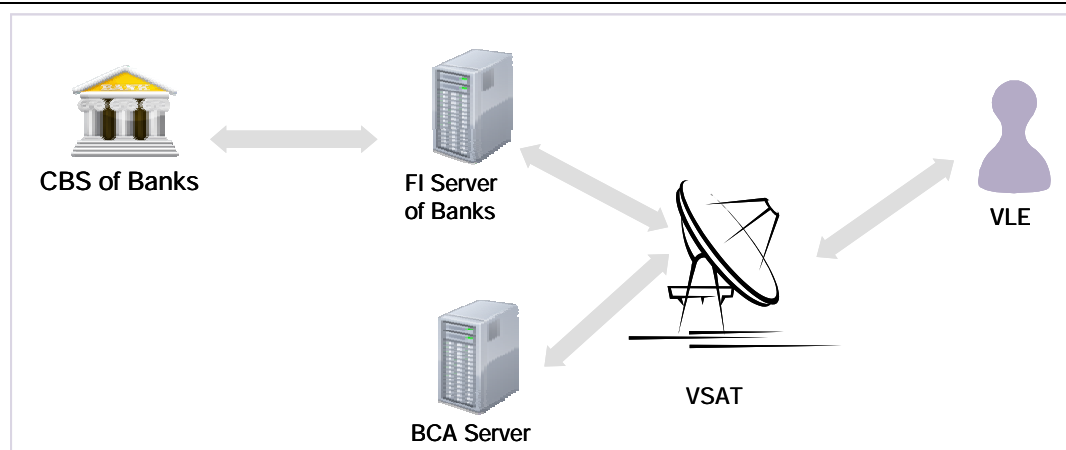 BANK
CBS of Banks
FI Server
of Banks
VLE
VSAT
BCA Server